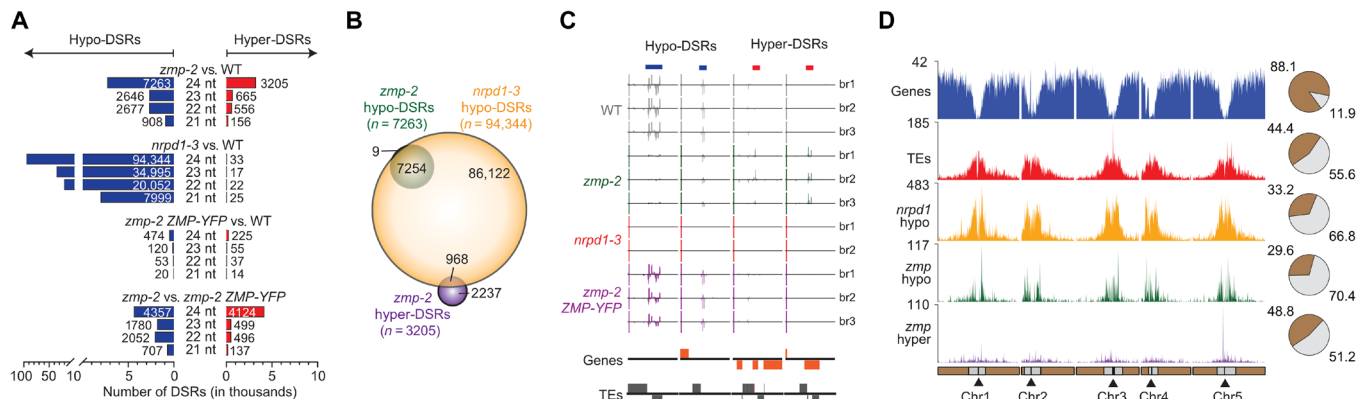 A
Hypo-DSRs
Hyper-DSRs
zmp-2 vs. WT
7263 24 nt 3205
2646 23 nt 665
2677 22 nt 556
908 21 nt 156
nrpd1-3 vs. WT
94,344 24 nt 33
34,995 23 nt 17
20,052 22 nt 22
7999 21 nt 25
zmp-2 ZMP-YFP vs. WT
474 24 nt 225
120 23 nt 55
53 22 nt 37
20 21 nt 14
zmp-2 vs. zmp-2 ZMP-YFP
4357 24 nt 4124
1780 23 nt 499
2052 22 nt 496
707 21 nt 137
100 50 10 0 0 5 10
Number of DSRs (in thousands)
B
zmp-2
hypo-DSRs
(n = 7263)
nrpd1-3
hypo-DSRs
(n = 94,344)
9
7254
86,122
968
2237
zmp-2
hyper-DSRs
(n = 3205)
C
Hypo-DSRs
Hyper-DSRs
WT
br1
br2
br3
zmp-2
br1
br2
br3
nrpd1-3
br1
br2
zmp-2
ZMP-YFP
br1
br2
br3
Genes
TEs
D
42
Genes
88.1
11.9
185
TEs
44.4
55.6
483
nrpd1
hypo
33.2
66.8
117
zmp
hypo
29.6
70.4
110
zmp
hyper
48.8
51.2
Chr1
Chr2
Chr3
Chr4
Chr5